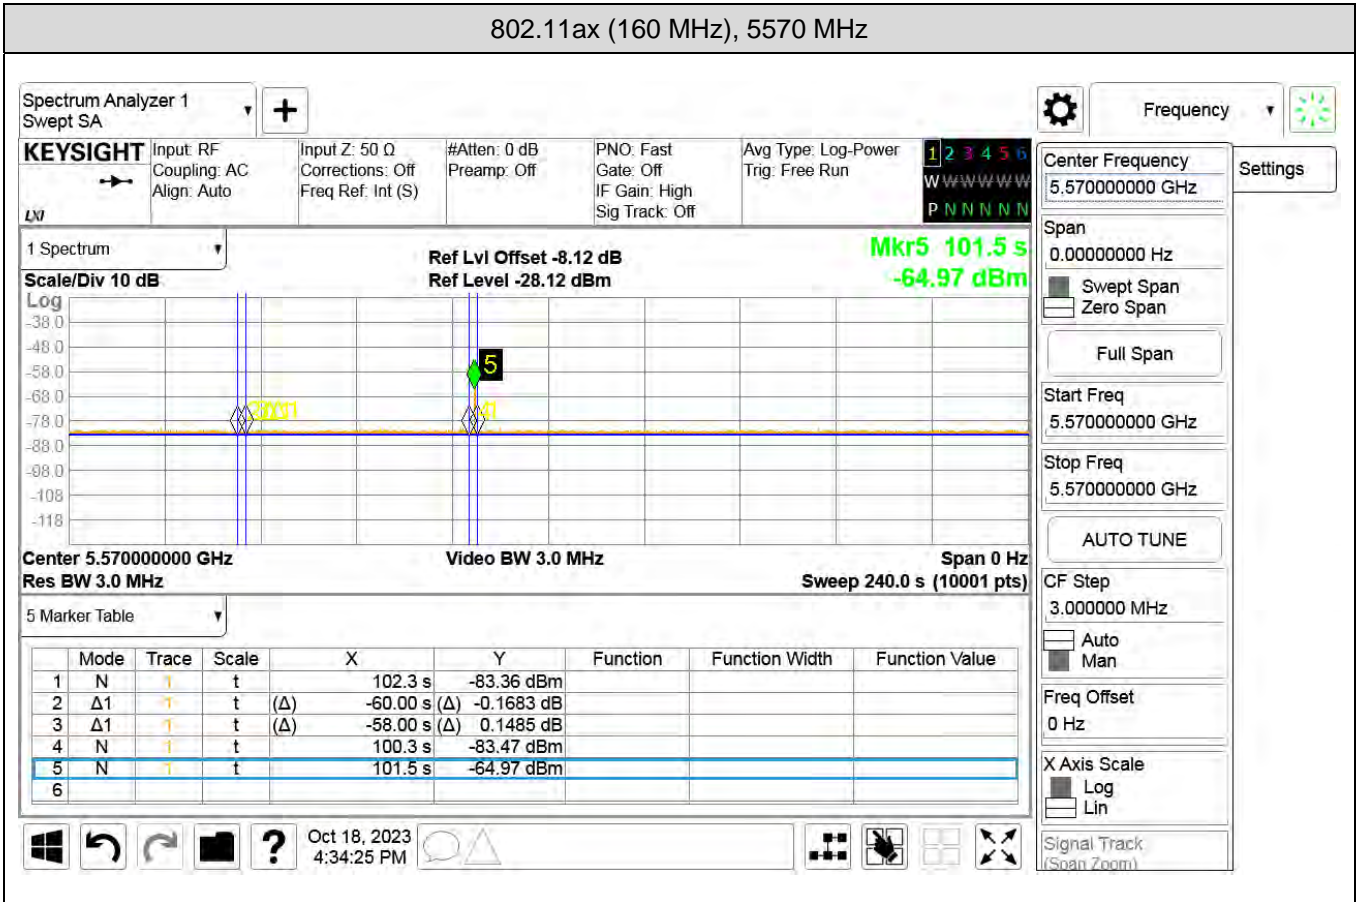 802.11ax (160 MHz), 5570 MHz
Spectrum Analyzer 1
Swept SA
+
Frequency
Settings
KEYSIGHT
LXI
Input: RF
Coupling: AC
Align: Auto
Input Z: 50 Ω
Corrections: Off
Freq Ref: Int (S)
#Atten: 0 dB
Preamp: Off
PNO: Fast
Gate: Off
IF Gain: High
Sig Track: Off
Avg Type: Log-Power
Trig: Free Run
1 2 3 4 5 6
W W W W W W
P N N N N N
1 Spectrum
Scale/Div 10 dB
Ref Lvl Offset -8.12 dB
Ref Level -28.12 dBm
Mkr5 101.5 s
-64.97 dBm
Log
-38.0
-48.0
-58.0
-68.0
-78.0
-88.0
-98.0
-108
-118
5
Center 5.570000000 GHz
Video BW 3.0 MHz
Span 0 Hz
Res BW 3.0 MHz
Sweep 240.0 s (10001 pts)
5 Marker Table
Mode Trace Scale X Y Function Function Width Function Value
1 N 1 t 102.3 s -83.36 dBm
2 Δ1 1 t (Δ) -60.00 s (Δ) -0.1683 dB
3 Δ1 1 t (Δ) -58.00 s (Δ) 0.1485 dB
4 N 1 t 100.3 s -83.47 dBm
5 N 1 t 101.5 s -64.97 dBm
6
Center Frequency
5.570000000 GHz
Span
0.00000000 Hz
Swept Span
Zero Span
Full Span
Start Freq
5.570000000 GHz
Stop Freq
5.570000000 GHz
AUTO TUNE
CF Step
3.000000 MHz
Auto
Man
Freq Offset
0 Hz
X Axis Scale
Log
Lin
Signal Track
(Span Zoom)
?
Oct 18, 2023
4:34:25 PM